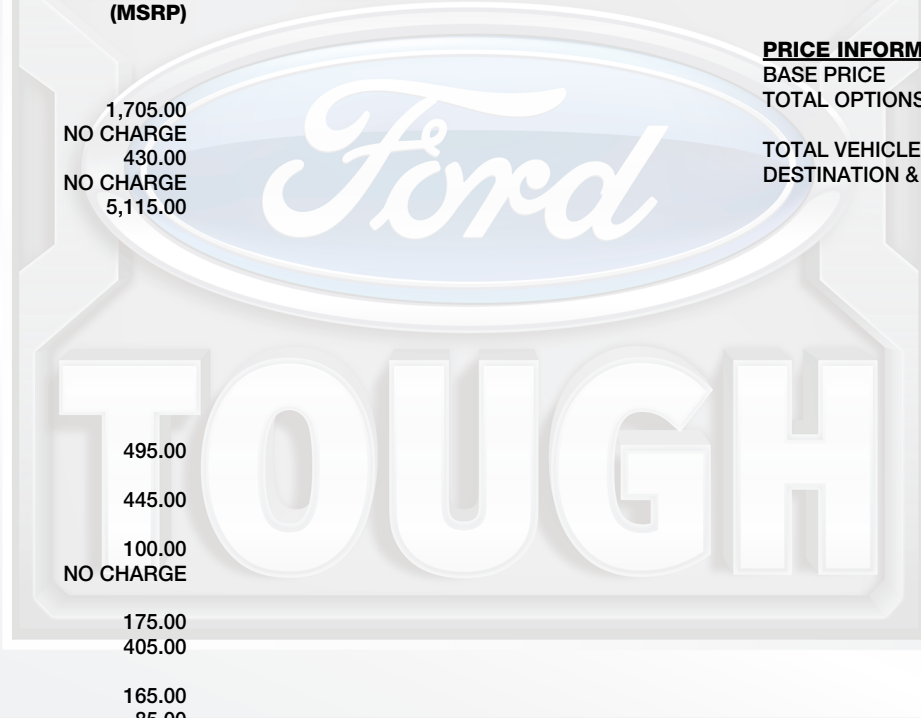 (MSRP)
1,705.00
NO CHARGE
430.00
NO CHARGE
5,115.00
495.00
445.00
100.00
NO CHARGE
175.00
405.00
165.00
85.00
PRICE INFORM
BASE PRICE
TOTAL OPTIONS
TOTAL VEHICLE
DESTINATION &
Ford
TOUGH